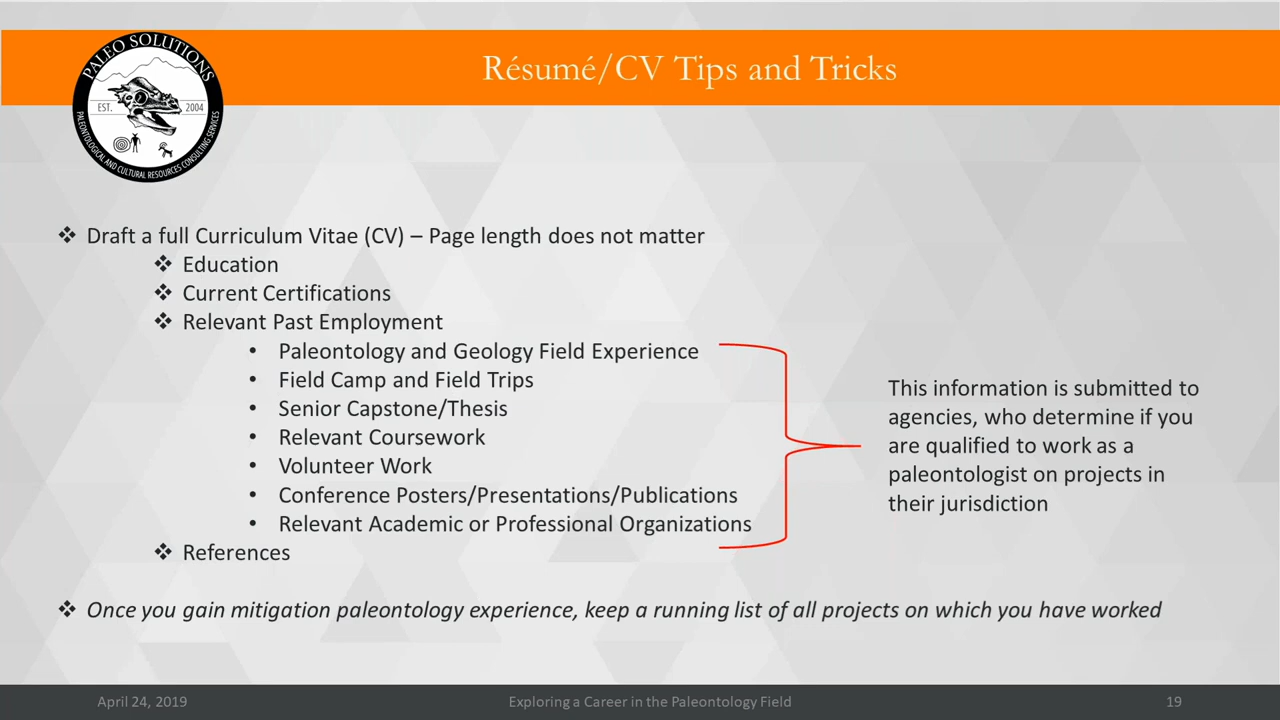 Résumé/CV Tips and Tricks
PALEO SOLUTIONS
EST. 2004
PALEONTOLOGICAL AND CULTURAL RESOURCES CONSULTING SERVICES
❖ Draft a full Curriculum Vitae (CV) – Page length does not matter
❖ Education
❖ Current Certifications
❖ Relevant Past Employment
• Paleontology and Geology Field Experience
• Field Camp and Field Trips
• Senior Capstone/Thesis
• Relevant Coursework
• Volunteer Work
• Conference Posters/Presentations/Publications
• Relevant Academic or Professional Organizations
❖ References
This information is submitted to
agencies, who determine if you
are qualified to work as a
paleontologist on projects in
their jurisdiction
❖ Once you gain mitigation paleontology experience, keep a running list of all projects on which you have worked
April 24, 2019
Exploring a Career in the Paleontology Field
19